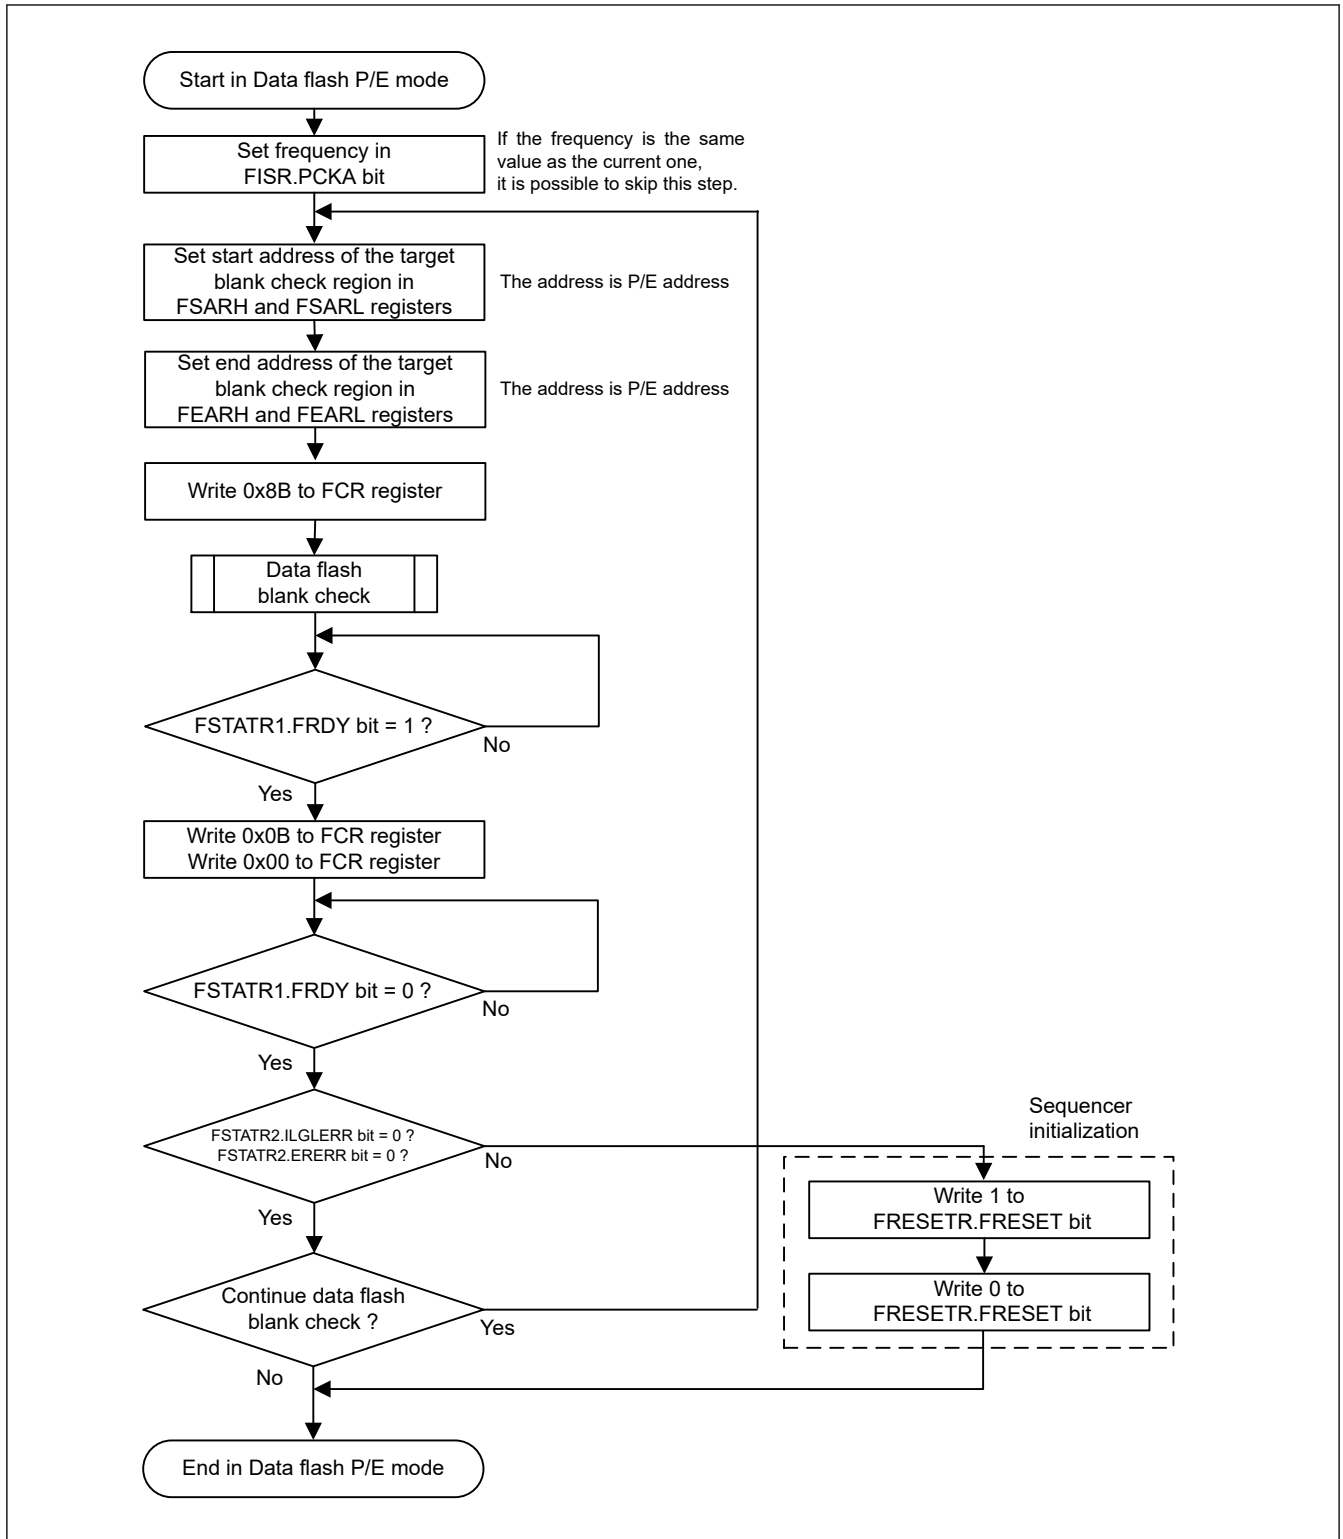 Start in Data flash P/E mode
Set frequency in
FISR.PCKA bit
If the frequency is the same
value as the current one,
it is possible to skip this step.
Set start address of the target
blank check region in
FSARH and FSARL registers
The address is P/E address
Set end address of the target
blank check region in
FEARH and FEARL registers
The address is P/E address
Write 0x8B to FCR register
Data flash
blank check
FSTATR1.FRDY bit = 1 ?
No
Yes
Write 0x0B to FCR register
Write 0x00 to FCR register
FSTATR1.FRDY bit = 0 ?
No
Yes
FSTATR2.ILGLERR bit = 0 ?
FSTATR2.ERERR bit = 0 ?
No
Yes
Sequencer
initialization
Write 1 to
FRESETR.FRESET bit
Write 0 to
FRESETR.FRESET bit
Continue data flash
blank check ?
Yes
No
End in Data flash P/E mode